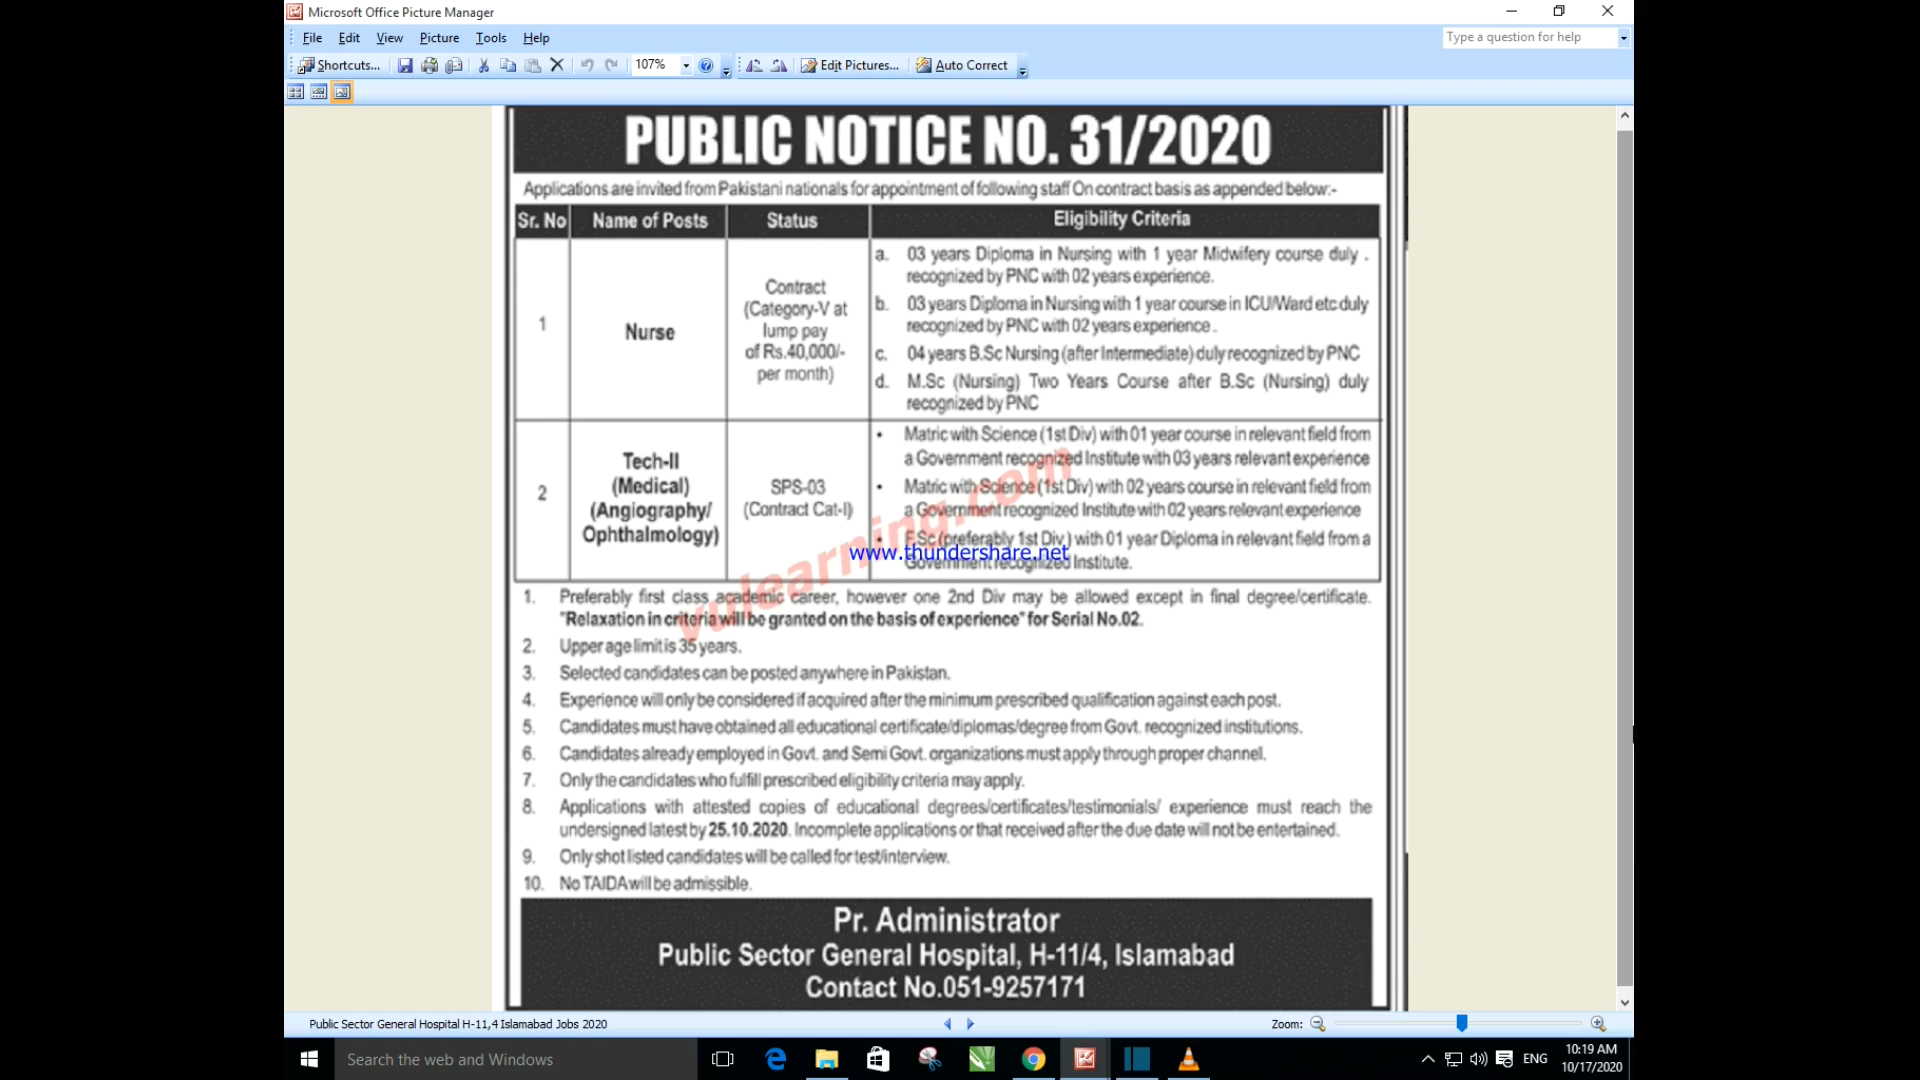 Microsoft Office Picture Manager
File Edit View Picture Tools Help
Type a question for help
Shortcuts... 107% Edit Pictures... Auto Correct
PUBLIC NOTICE NO. 31/2020
Applications are invited from Pakistani nationals for appointment of following staff On contract basis as appended below:-
Sr. No Name of Posts Status Eligibility Criteria
1
Nurse
Contract
(Category-V at
lump pay
of Rs.40,000/-
per month)
a. 03 years Diploma in Nursing with 1 year Midwifery course duly .
recognized by PNC with 02 years experience.
b. 03 years Diploma in Nursing with 1 year course in ICU/Ward etc duly
recognized by PNC with 02 years experience .
c. 04 years B.Sc Nursing (after Intermediate) duly recognized by PNC
d. M.Sc (Nursing) Two Years Course after B.Sc (Nursing) duly
recognized by PNC
2
Tech-II
(Medical)
(Angiography/
Ophthalmology)
SPS-03
(Contract Cat-I)
• Matric with Science (1st Div) with 01 year course in relevant field from
a Government recognized Institute with 03 years relevant experience
• Matric with Science (1st Div) with 02 years course in relevant field from
a Government recognized Institute with 02 years relevant experience
• F.Sc (preferably 1st Div.) with 01 year Diploma in relevant field from a
Government recognized Institute.
www.thundershare.net
vulearning.com
1. Preferably first class academic career, however one 2nd Div may be allowed except in final degree/certificate.
"Relaxation in criteria will be granted on the basis of experience" for Serial No.02.
2. Upper age limit is 35 years.
3. Selected candidates can be posted anywhere in Pakistan.
4. Experience will only be considered if acquired after the minimum prescribed qualification against each post.
5. Candidates must have obtained all educational certificate/diplomas/degree from Govt. recognized institutions.
6. Candidates already employed in Govt. and Semi Govt. organizations must apply through proper channel.
7. Only the candidates who fulfill prescribed eligibility criteria may apply.
8. Applications with attested copies of educational degrees/certificates/testimonials/ experience must reach the
undersigned latest by 25.10.2020. Incomplete applications or that received after the due date will not be entertained.
9. Only shot listed candidates will be called for test/interview.
10. No TAIDA will be admissible.
Pr. Administrator
Public Sector General Hospital, H-11/4, Islamabad
Contact No.051-9257171
Public Sector General Hospital H-11,4 Islamabad Jobs 2020
Zoom:
Search the web and Windows
ENG
10:19 AM
10/17/2020